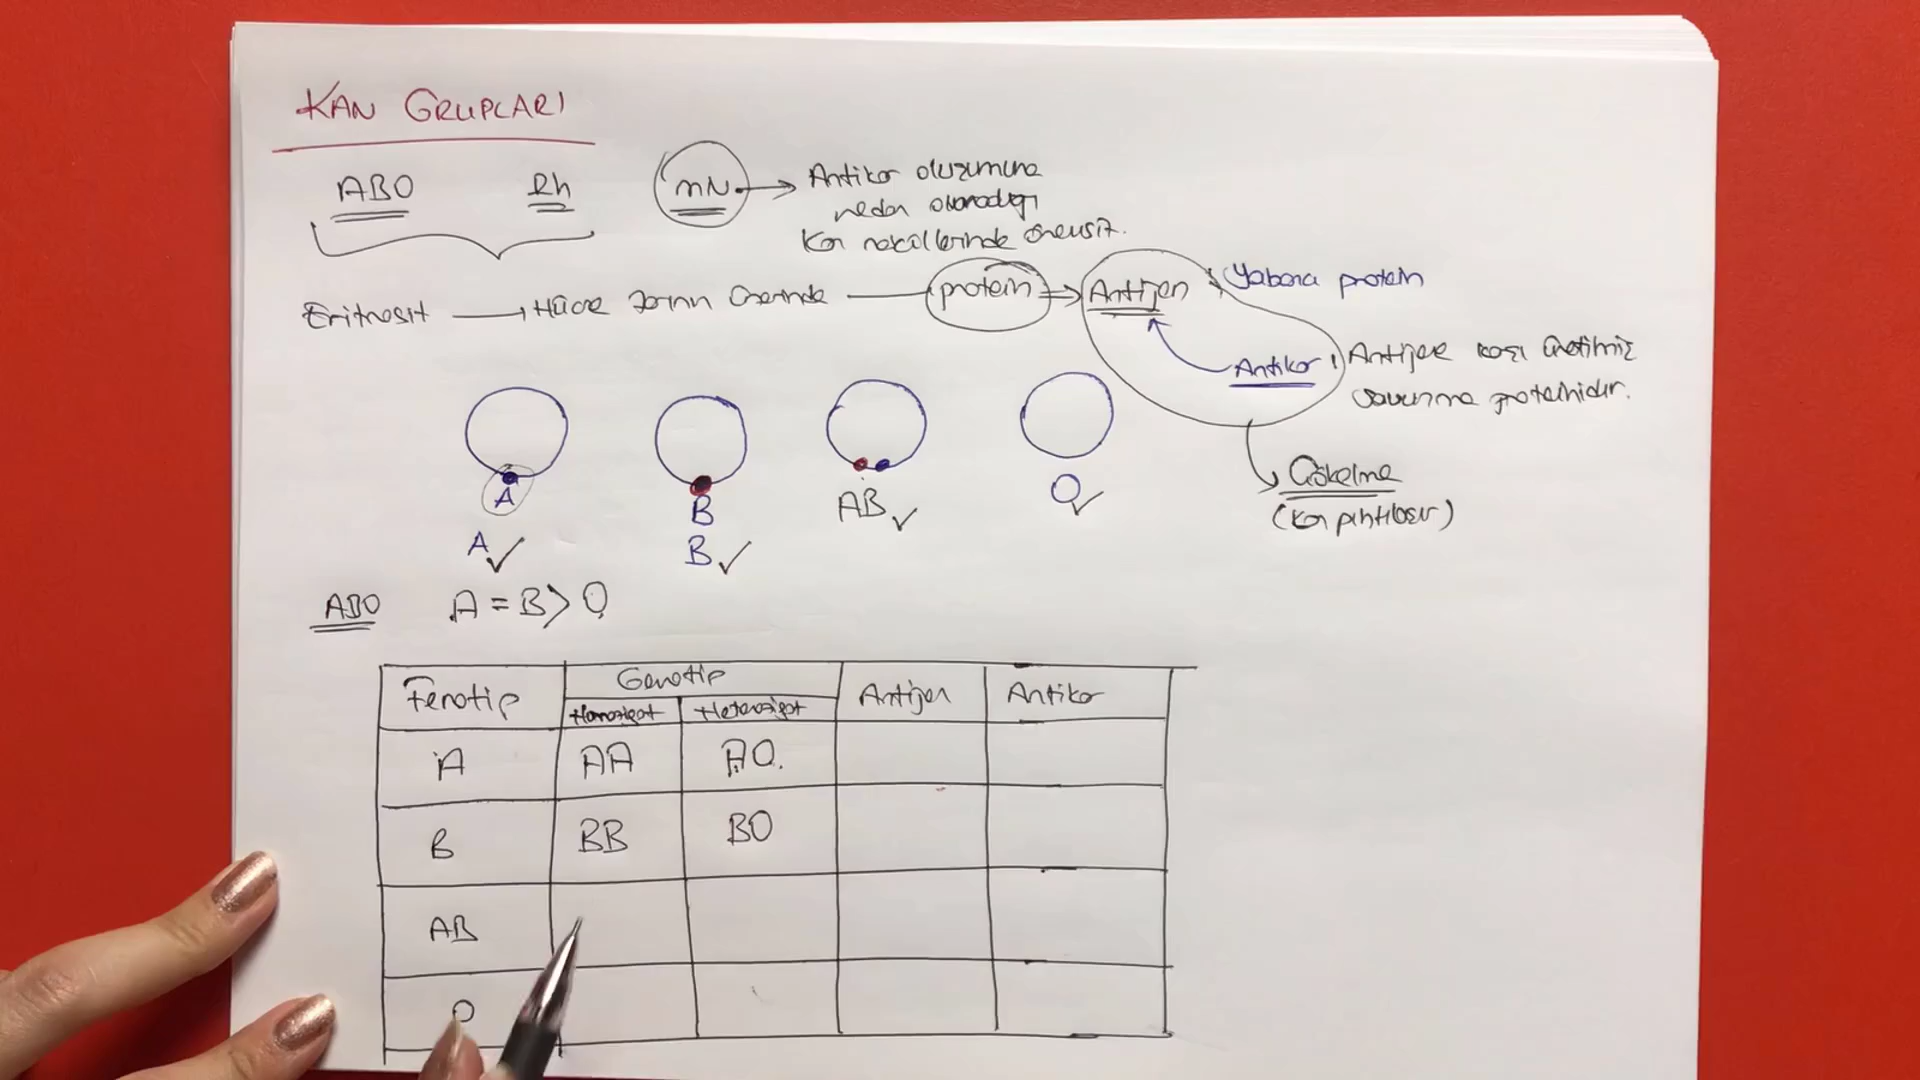 KAN GRUPLARI
ABO Rh MN → Antikor oluşumuna
neden olmadığı
Kan nakillerinde önemsiz.
Eritrosit → Hücre zarının üzerinde — protein ⇒ Antijen : Yabancı protein
Antikor : Antijene karşı üretilmiş
savunma proteinidir.
Çökelme
(Kan pıhtılaşır)
A B AB ✓ O ✓
A ✓ B ✓
ABO A = B > O
Fenotip Genotip Antijen Antikor
Homozigot Heterozigot
A AA AO
B BB BO
AB
O